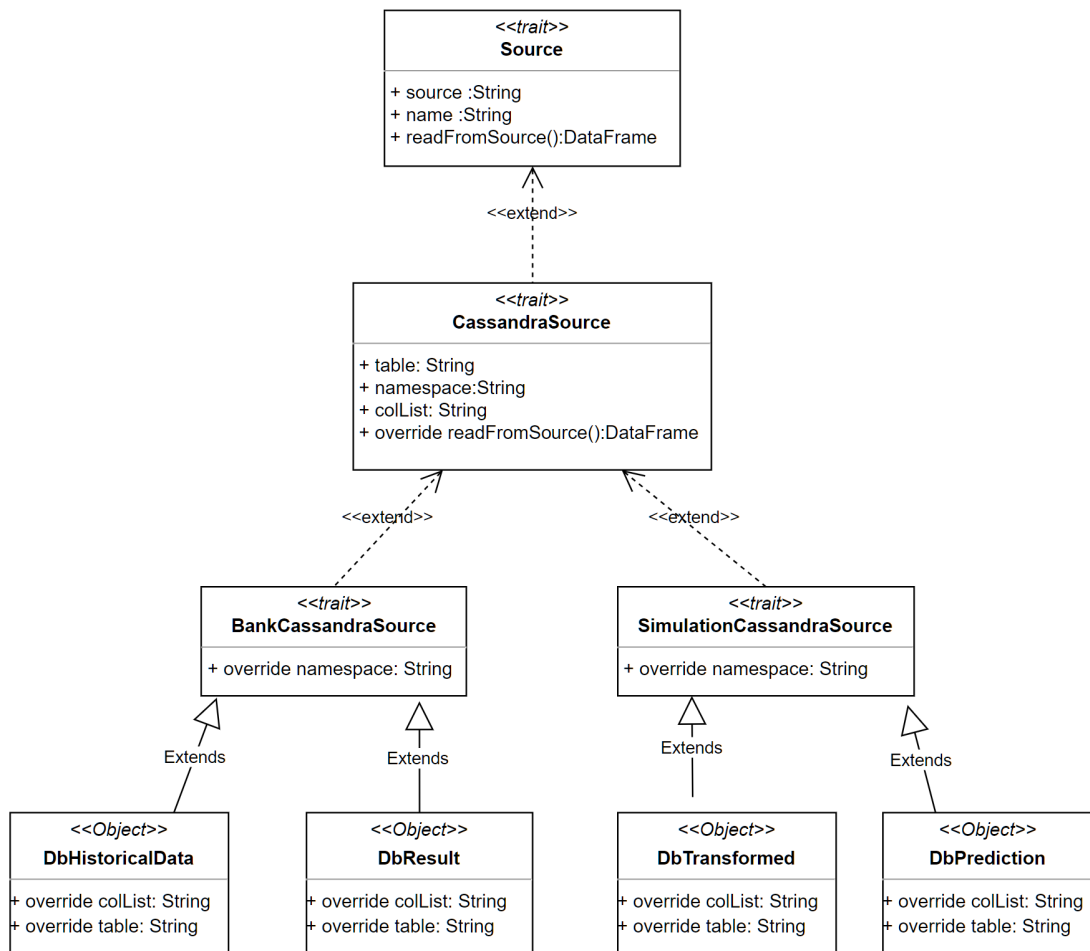 <<trait>>
Source
+ source :String
+ name :String
+ readFromSource():DataFrame
<<extend>>
<<trait>>
CassandraSource
+ table: String
+ namespace:String
+ colList: String
+ override readFromSource():DataFrame
<<extend>>
<<extend>>
<<trait>>
BankCassandraSource
+ override namespace: String
<<trait>>
SimulationCassandraSource
+ override namespace: String
Extends
Extends
Extends
Extends
<<Object>>
DbHistoricalData
+ override colList: String
+ override table: String
<<Object>>
DbResult
+ override colList: String
+ override table: String
<<Object>>
DbTransformed
+ override colList: String
+ override table: String
<<Object>>
DbPrediction
+ override colList: String
+ override table: String